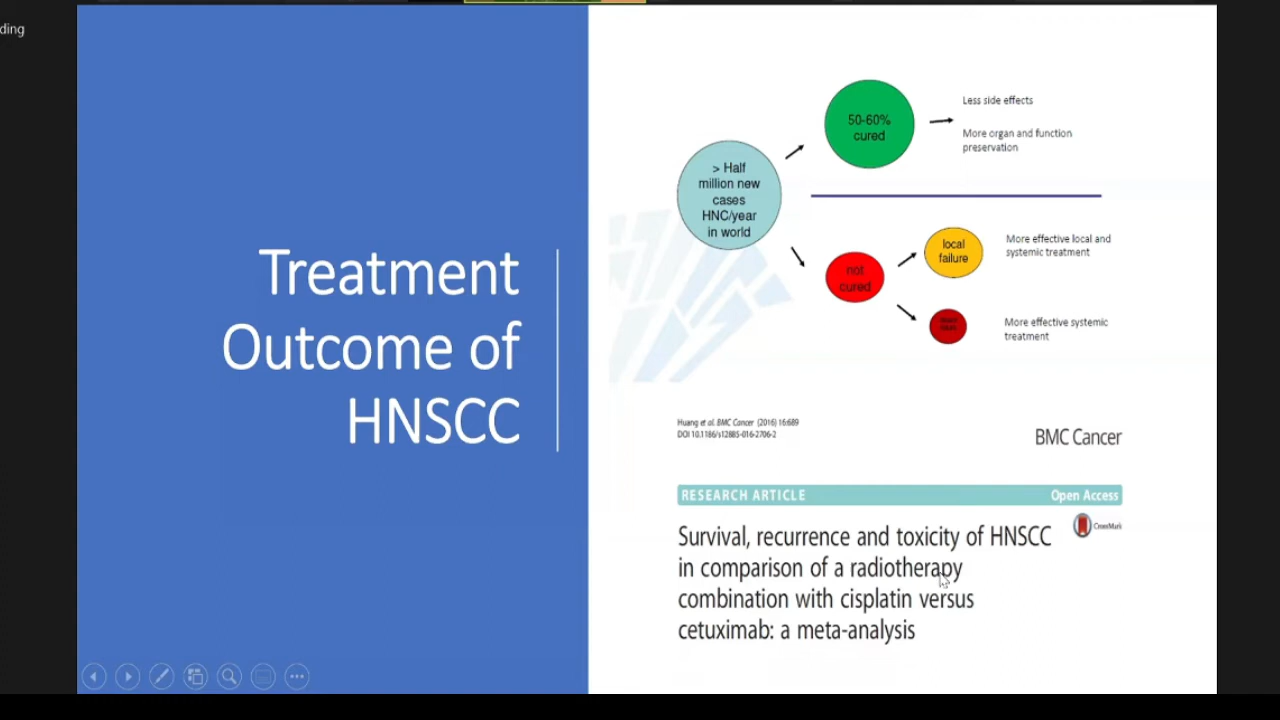 ding
Treatment
Outcome of
HNSCC
> Half
million new
cases
HNC/year
in world
50-60%
cured
Less side effects
More organ and function
preservation
not
cured
local
failure
More effective local and
systemic treatment
More effective systemic
treatment
Huang et al. BMC Cancer (2016) 16:689
DOI 10.1186/s12885-016-2706-2
BMC Cancer
RESEARCH ARTICLE
Open Access
CrossMark
Survival, recurrence and toxicity of HNSCC
in comparison of a radiotherapy
combination with cisplatin versus
cetuximab: a meta-analysis